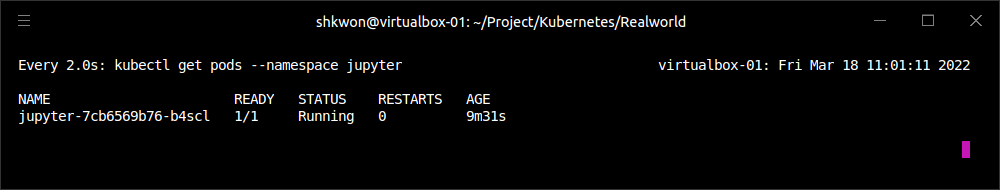 shkwon@virtualbox-01: ~/Project/Kubernetes/Realworld
Every 2.0s: kubectl get pods --namespace jupyter virtualbox-01: Fri Mar 18 11:01:11 2022
NAME READY STATUS RESTARTS AGE
jupyter-7cb6569b76-b4scl 1/1 Running 0 9m31s